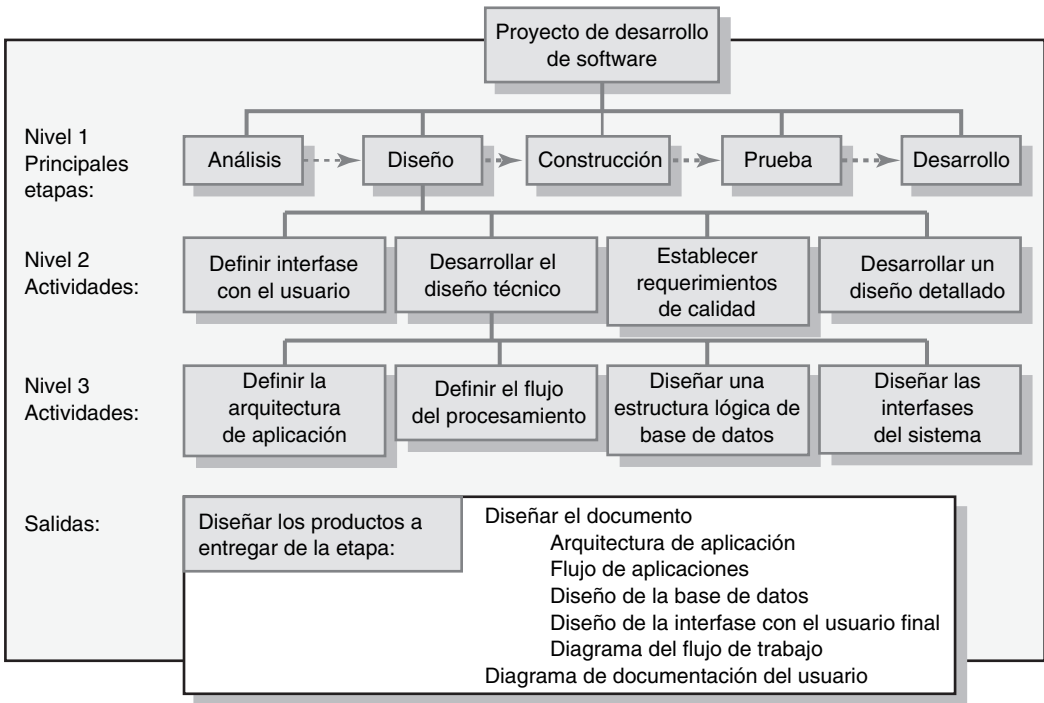 Proyecto de desarrollo
de software
Nivel 1
Principales
etapas:
Análisis
Diseño
Construcción
Prueba
Desarrollo
Nivel 2
Actividades:
Definir interfase
con el usuario
Desarrollar el
diseño técnico
Establecer
requerimientos
de calidad
Desarrollar un
diseño detallado
Nivel 3
Actividades:
Definir la
arquitectura
de aplicación
Definir el flujo
del procesamiento
Diseñar una
estructura lógica de
base de datos
Diseñar las
interfases
del sistema
Salidas:
Diseñar los productos a
entregar de la etapa:
Diseñar el documento
Arquitectura de aplicación
Flujo de aplicaciones
Diseño de la base de datos
Diseño de la interfase con el usuario final
Diagrama del flujo de trabajo
Diagrama de documentación del usuario